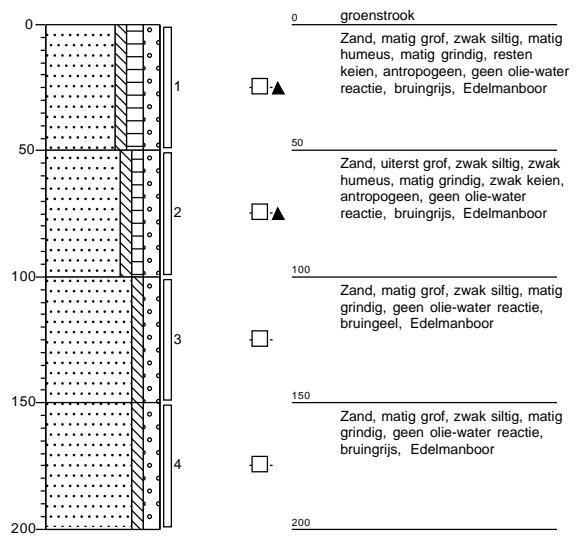 0
0
groenstrook
Zand, matig grof, zwak siltig, matig
humeus, matig grindig, resten
keien, antropogeen, geen olie-water
reactie, bruingrijs, Edelmanboor
1
50
50
Zand, uiterst grof, zwak siltig, zwak
humeus, matig grindig, zwak keien,
antropogeen, geen olie-water
reactie, bruingrijs, Edelmanboor
2
100
100
Zand, matig grof, zwak siltig, matig
grindig, geen olie-water reactie,
bruingeel, Edelmanboor
3
150
150
Zand, matig grof, zwak siltig, matig
grindig, geen olie-water reactie,
bruingrijs, Edelmanboor
4
200
200